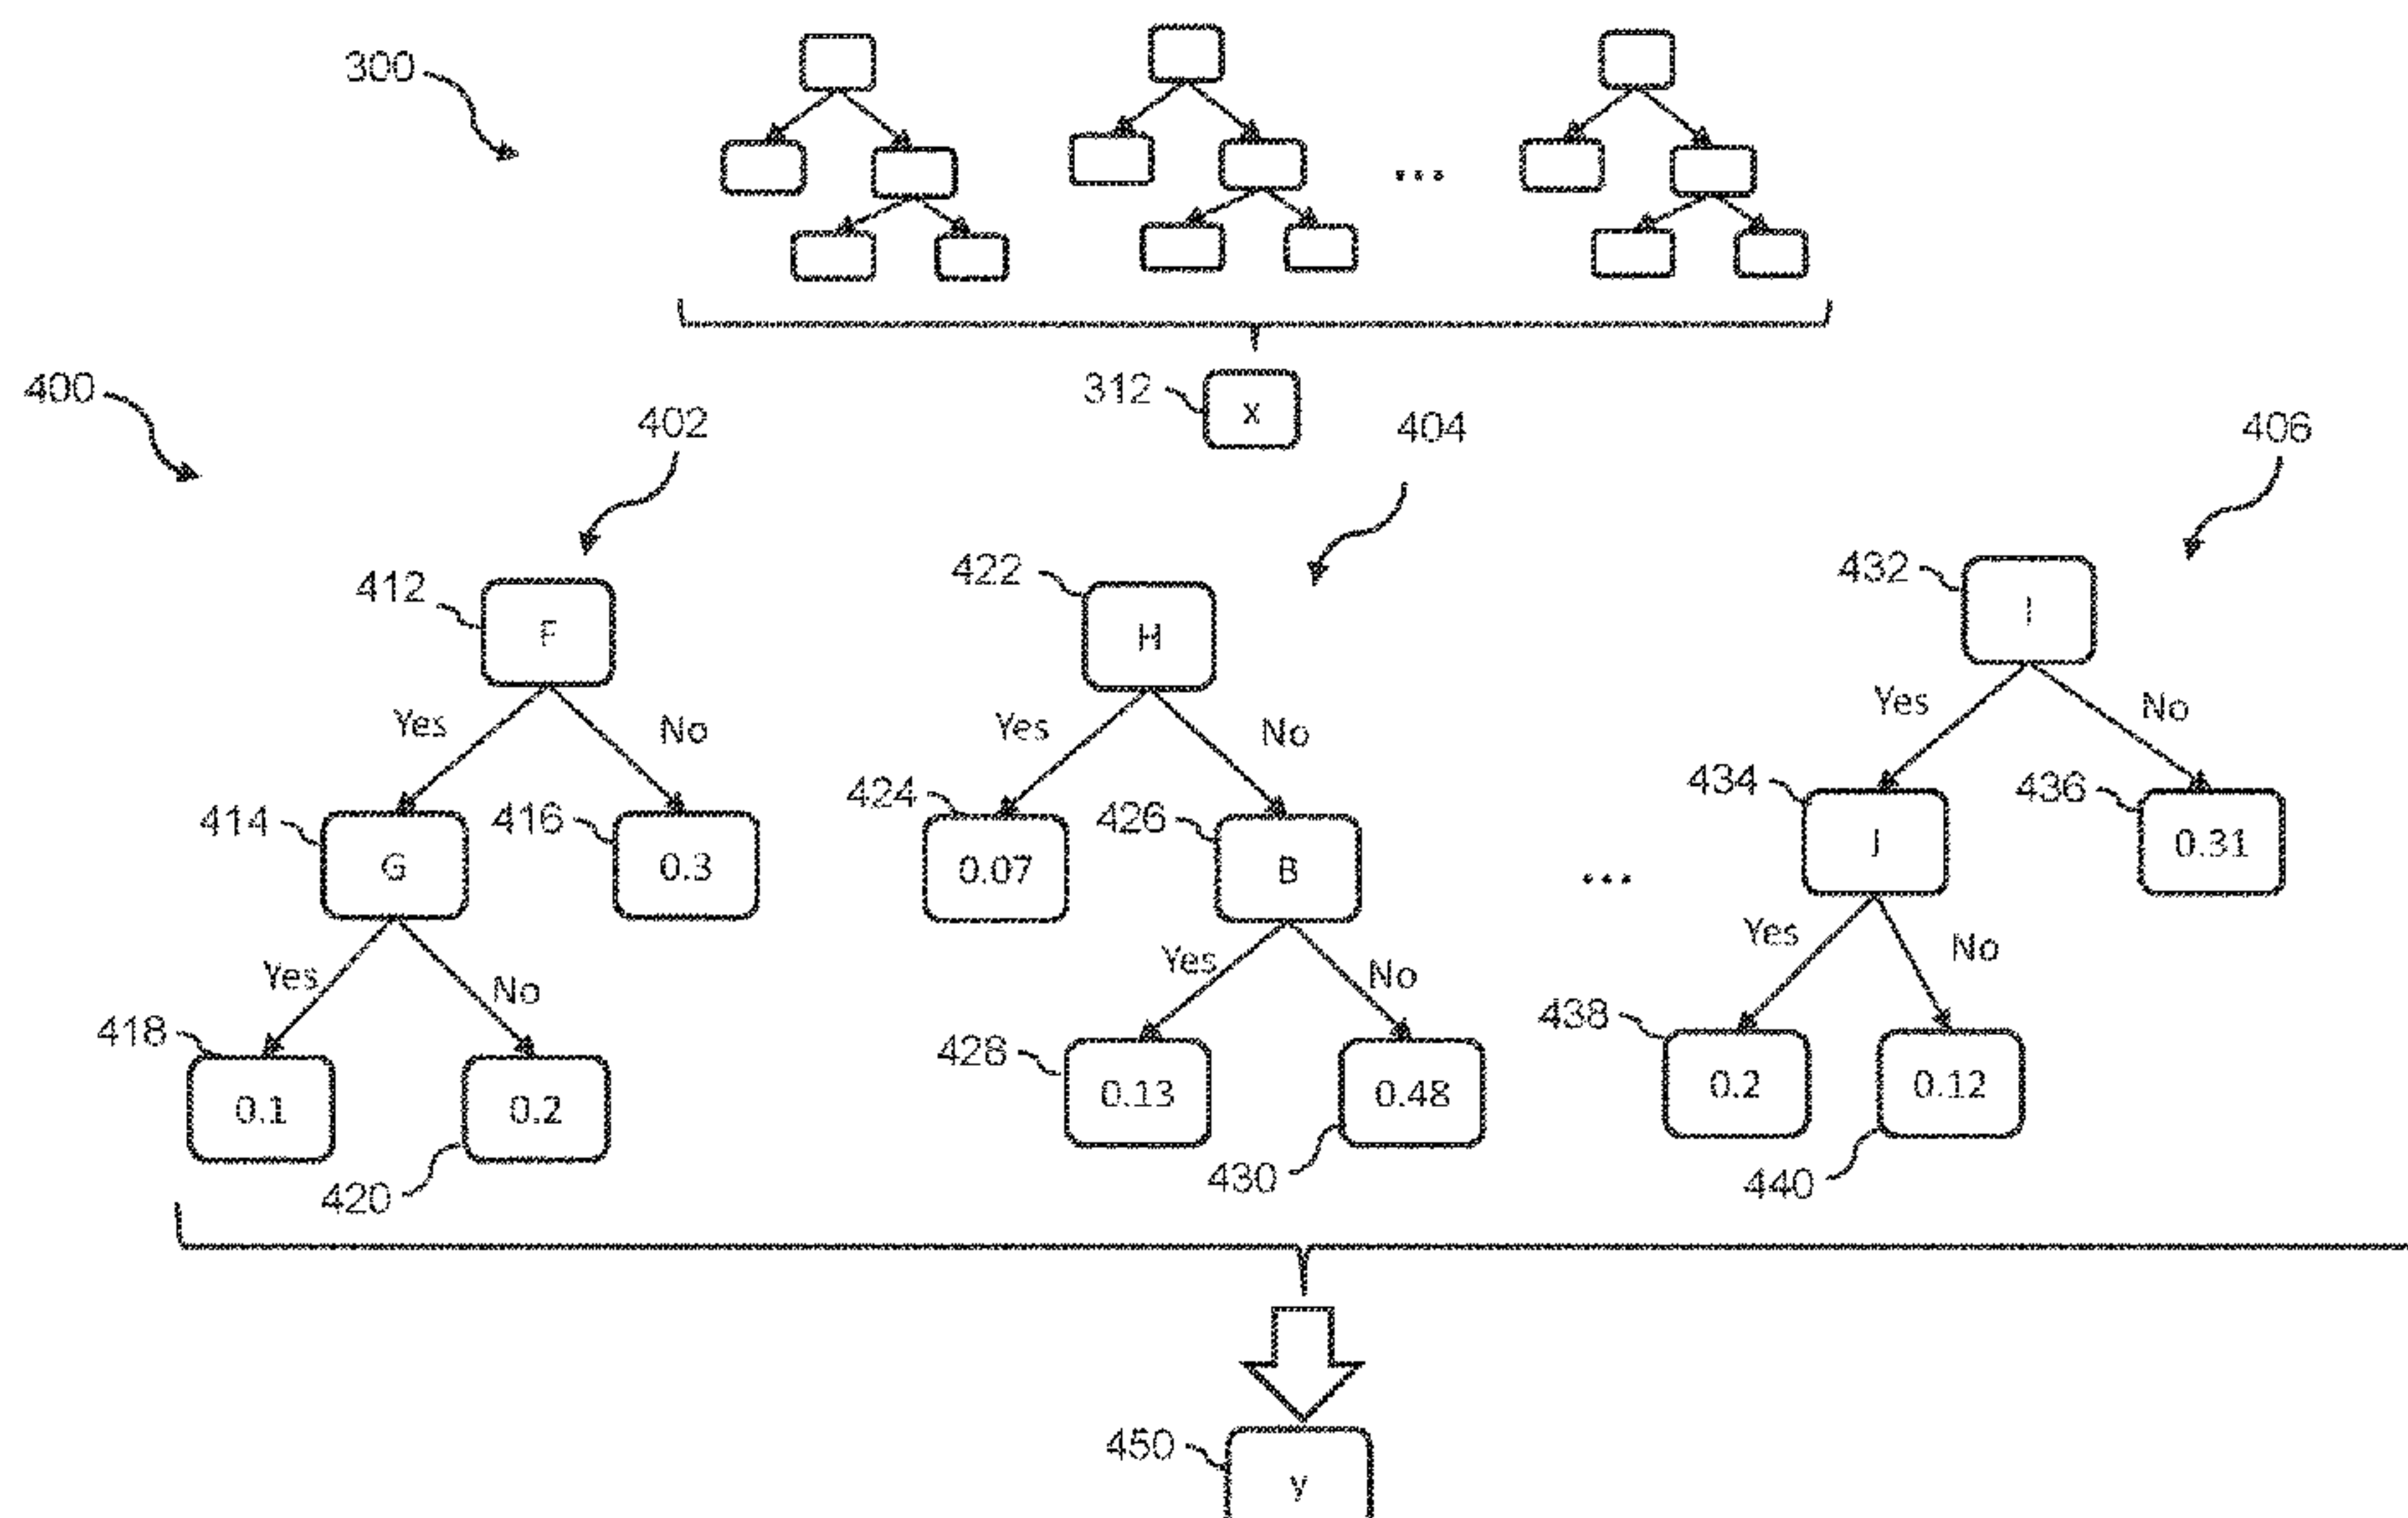 300
...
312
x
400
402
404
406
412
F
422
H
432
I
Yes
No
Yes
No
Yes
No
414
G
416
0.3
424
0.07
426
B
...
434
J
436
0.31
Yes
No
Yes
No
Yes
No
418
0.1
420
0.2
428
0.13
430
0.48
438
0.2
440
0.12
450
y